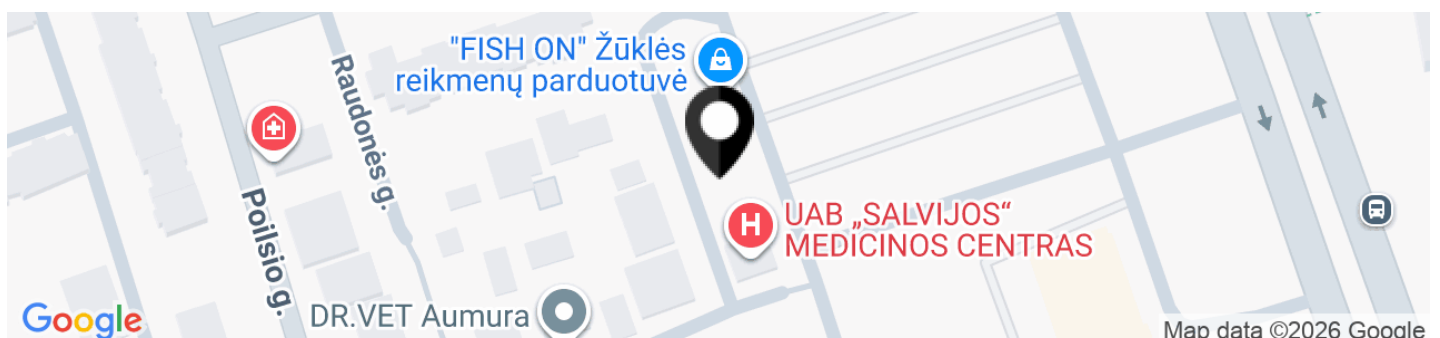 "FISH ON" Žūklės
reikmenų parduotuvė
Raudonės g.
Poilsio g.
UAB „SALVIJOS“
MEDICINOS CENTRAS
H
DR.VET Aumura
Google
Map data ©2026 Google